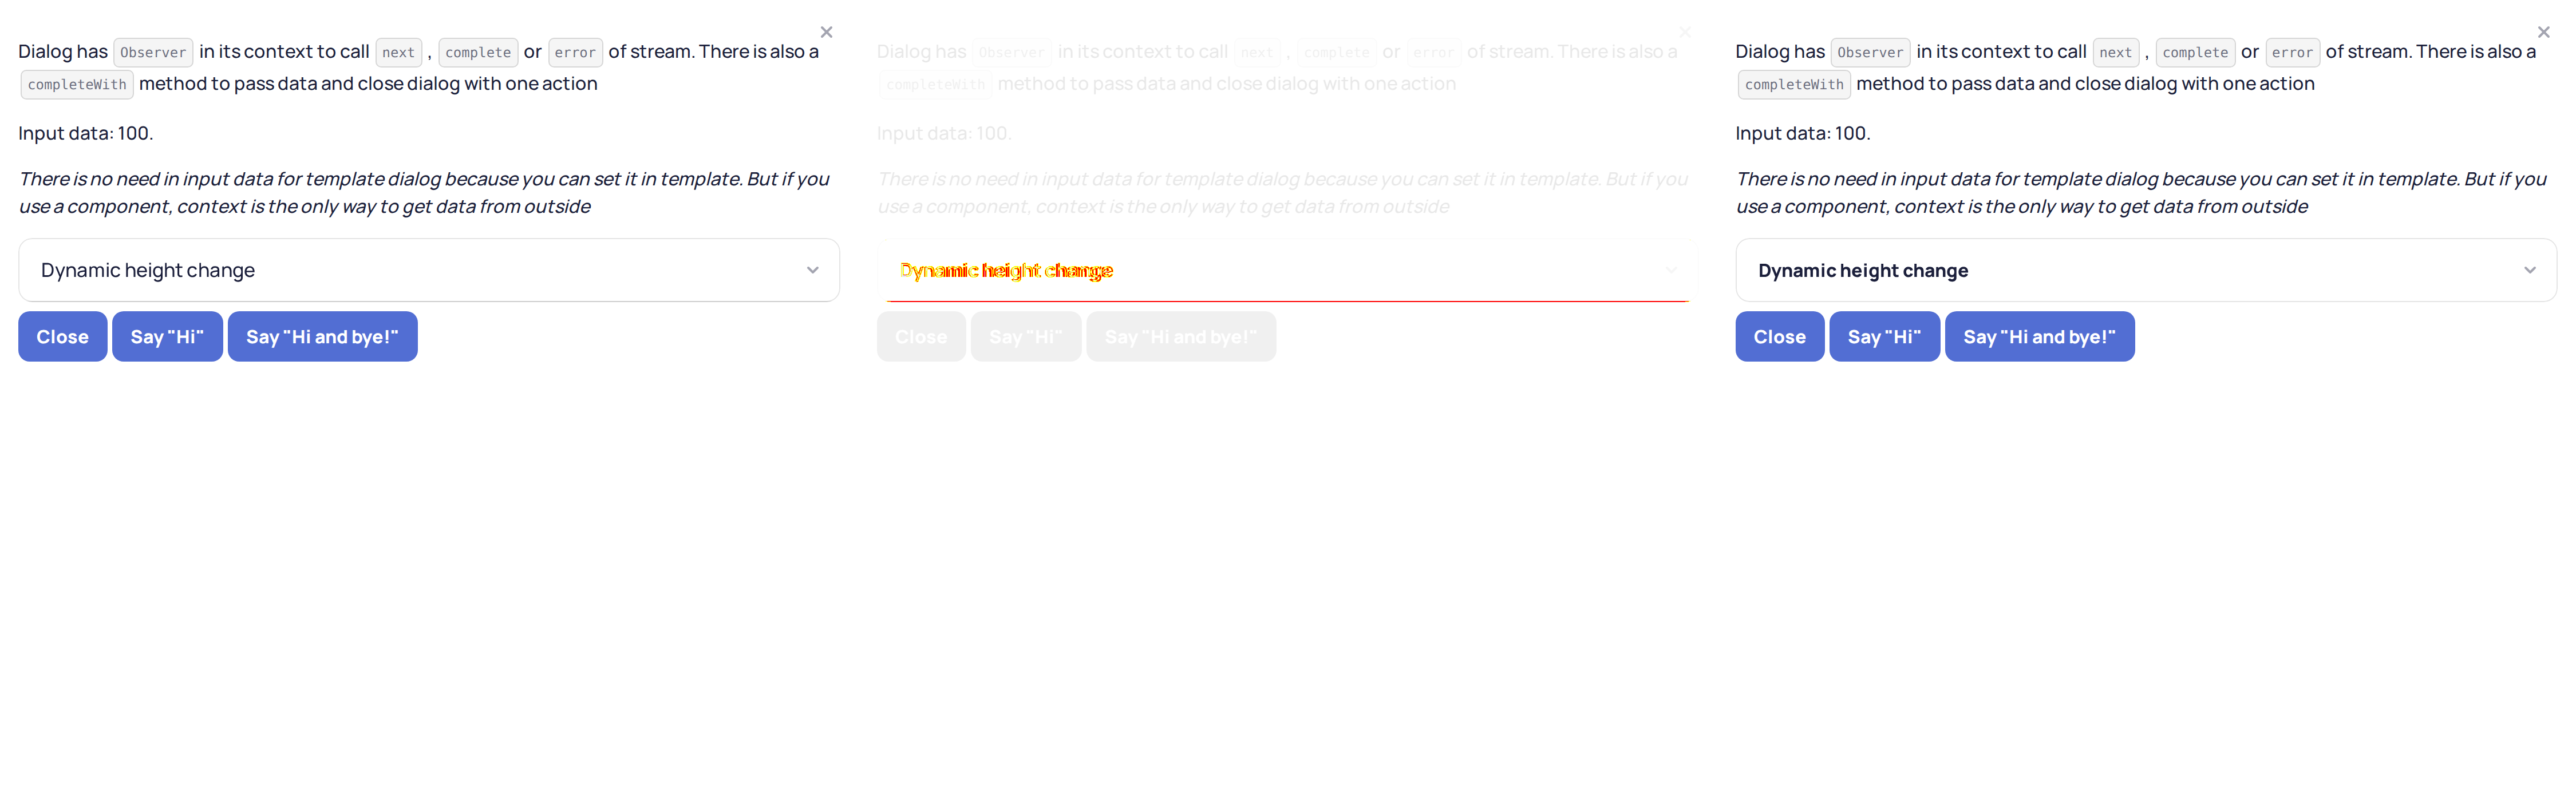 Dialog has Observer in its context to call next , complete or error of stream. There is also a
completeWith method to pass data and close dialog with one action
Input data: 100.
There is no need in input data for template dialog because you can set it in template. But if you
use a component, context is the only way to get data from outside
Dynamic height change
Close Say "Hi" Say "Hi and bye!"
Dialog has Observer in its context to call next , complete or error of stream. There is also a
completeWith method to pass data and close dialog with one action
Input data: 100.
There is no need in input data for template dialog because you can set it in template. But if you
use a component, context is the only way to get data from outside
Dynamic height change
Close Say "Hi" Say "Hi and bye!"
Dialog has Observer in its context to call next , complete or error of stream. There is also a
completeWith method to pass data and close dialog with one action
Input data: 100.
There is no need in input data for template dialog because you can set it in template. But if you
use a component, context is the only way to get data from outside
Dynamic height change
Close Say "Hi" Say "Hi and bye!"